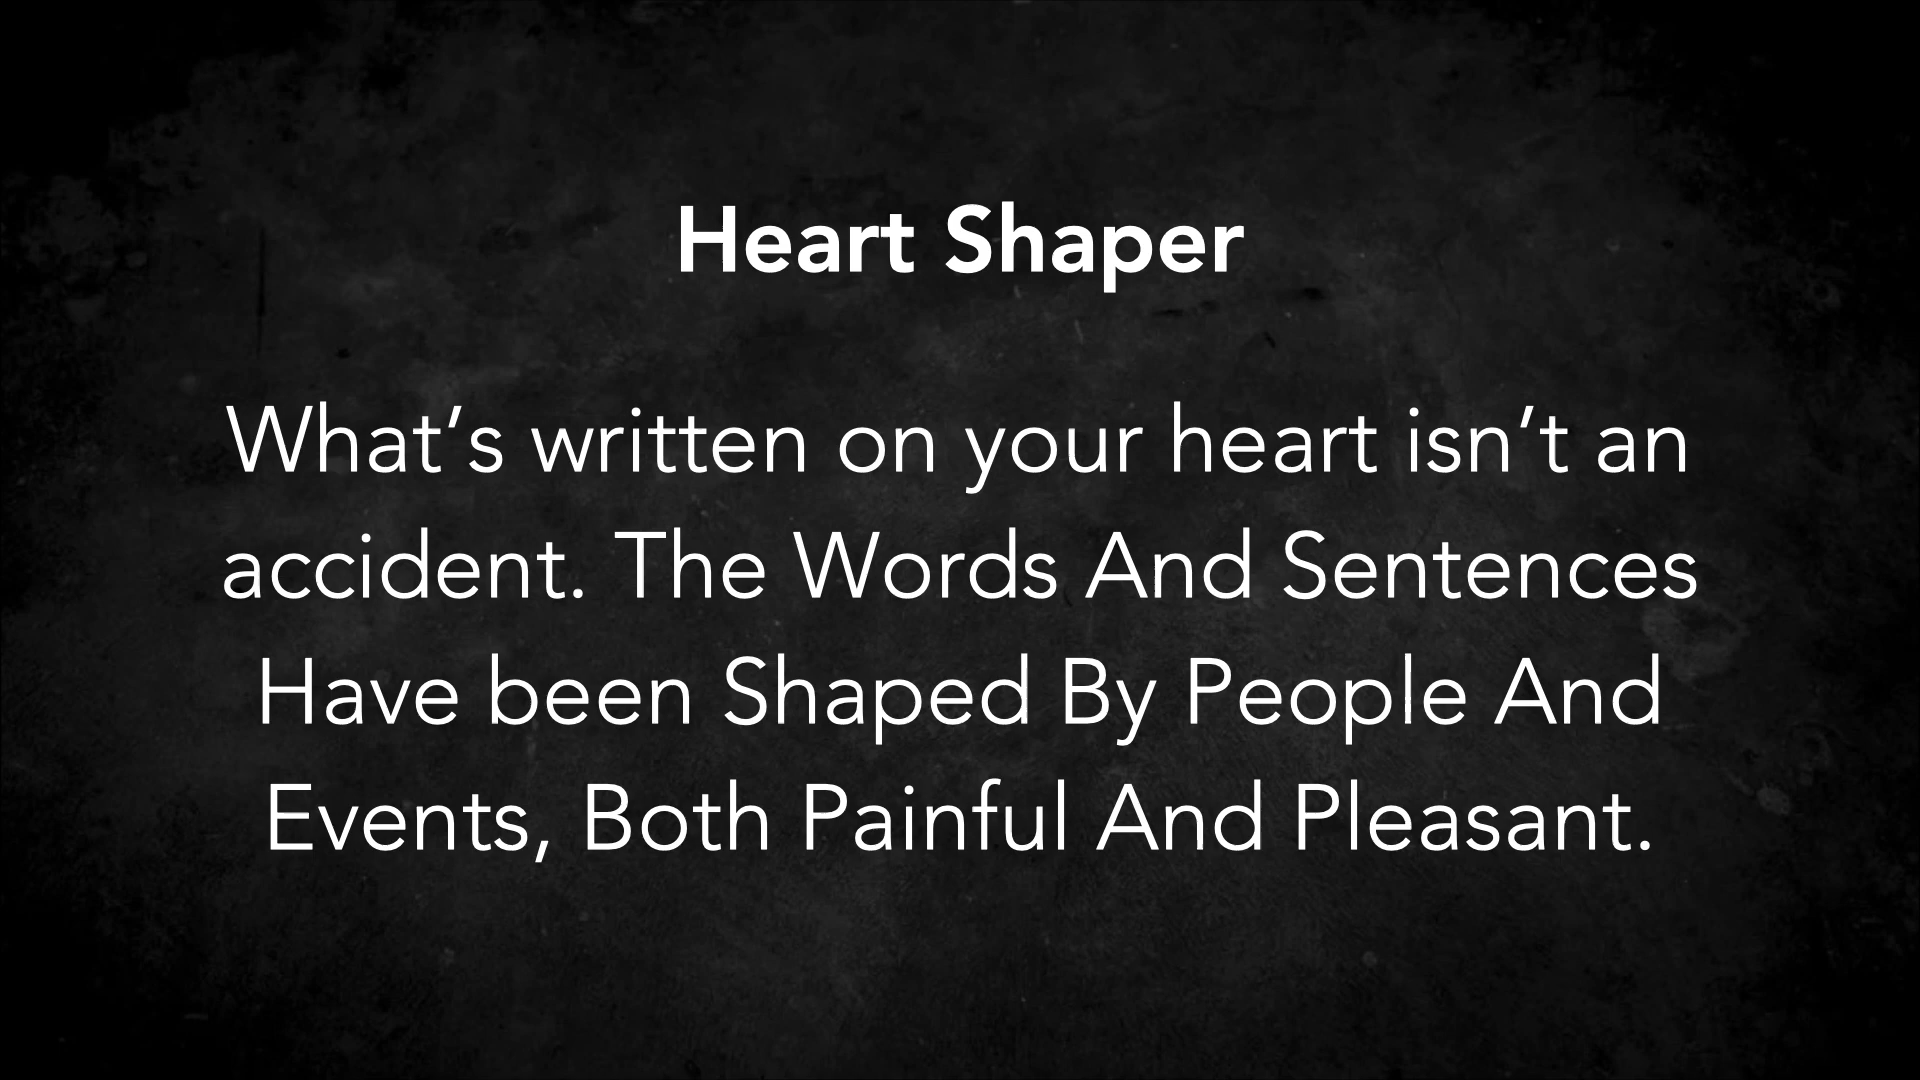 Heart Shaper
What’s written on your heart isn’t an
accident. The Words And Sentences
Have been Shaped By People And
Events, Both Painful And Pleasant.